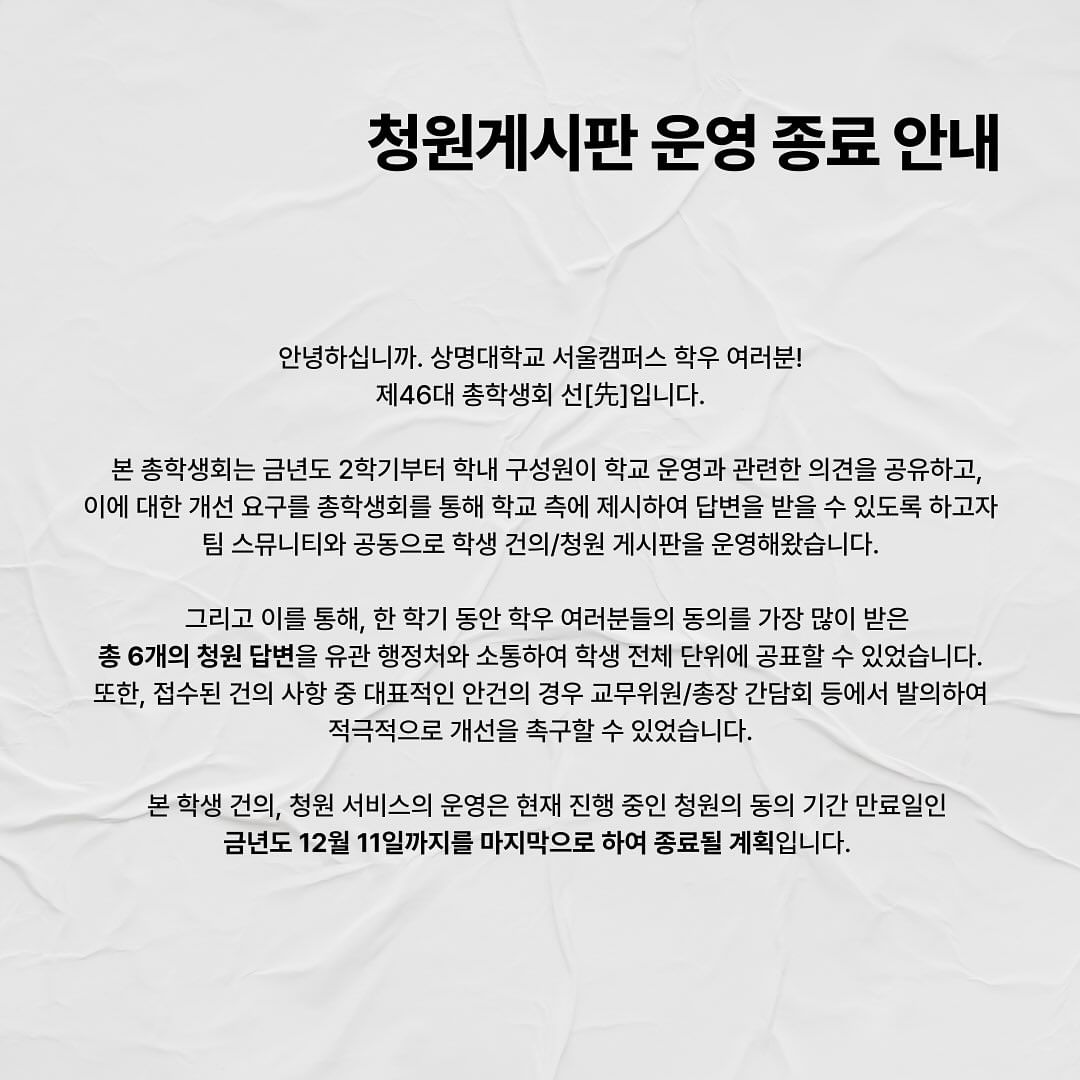 청원게시판 운영 종료 안내
안녕하십니까. 상명대학교 서울캠퍼스 학우 여러분!
제46대 총학생회 선[先]입니다.
본 총학생회는 금년도 2학기부터 학내 구성원이 학교 운영과 관련한 의견을 공유하고,
이에 대한 개선 요구를 총학생회를 통해 학교 측에 제시하여 답변을 받을 수 있도록 하고자
팀 스뮤니티와 공동으로 학생 건의/청원 게시판을 운영해왔습니다.
그리고 이를 통해, 한 학기 동안 학우 여러분들의 동의를 가장 많이 받은
총 6개의 청원 답변을 유관 행정처와 소통하여 학생 전체 단위에 공표할 수 있었습니다.
또한, 접수된 건의 사항 중 대표적인 안건의 경우 교무위원/총장 간담회 등에서 발의하여
적극적으로 개선을 촉구할 수 있었습니다.
본 학생 건의, 청원 서비스의 운영은 현재 진행 중인 청원의 동의 기간 만료일인
금년도 12월 11일까지를 마지막으로 하여 종료될 계획입니다.